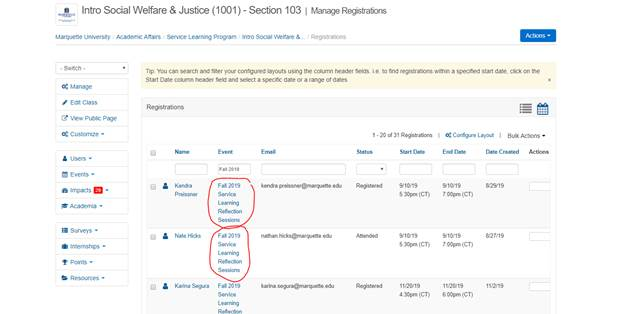 Intro Social Welfare & Justice (1001) - Section 103 | Manage Registrations
Marquette University / Academic Affairs / Service Learning Program / Intro Social Welfare &... / Registrations
Actions
- Switch -
Manage
Edit Class
View Public Page
Customize
Users
Events
Impacts
Academia
Surveys
Internships
Points
Resources
Tip: You can search and filter your configured layouts using the column header fields. i.e. to find registrations within a specified start date, click on the
Start Date column header field and select a specific date or a range of dates
x
Registrations
1 - 20 of 31 Registrations | Configure Layout | Bulk Actions
Name Event Email Status Start Date End Date Date Created Actions
Fall 2019
Kendra Fall 2019 kendra.preissner@marquette.edu Registered 9/10/19 9/10/19 8/29/19
Preissner Service 5:30pm (CT) 7:00pm (CT)
Learning
Reflection
Sessions
Nate Hicks Fall 2019 nathan.hicks@marquette.edu Attended 9/10/19 9/10/19 8/27/19
Service 5:30pm (CT) 7:00pm (CT)
Learning
Reflection
Sessions
Karina Segura Fall 2019 karina.segura@marquette.edu Registered 11/20/19 11/20/19 11/2/19
Service 4:30pm (CT) 6:00pm (CT)
Learning
Reflection